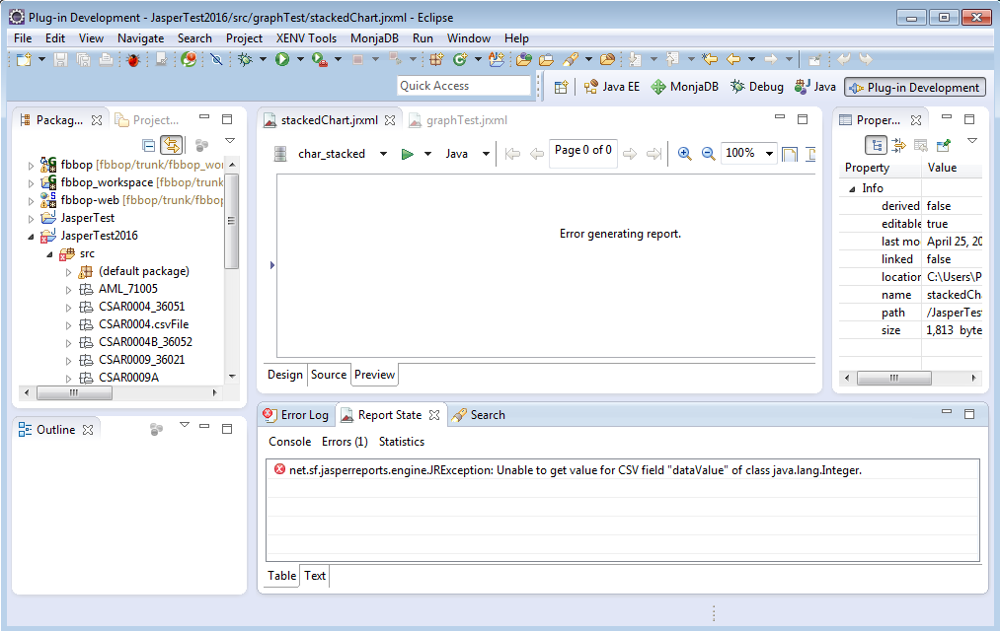 Plug-in Development - JasperTest2016/src/graphTest/stackedChart.jrxml - Eclipse
File Edit View Navigate Search Project XENV Tools MonjaDB Run Window Help
Quick Access
Java EE MonjaDB Debug Java Plug-in Development
Packag... Project...
fbbop [fbbop/trunk/fbbop_wo
fbbop_workspace [fbbop/trunk
fbbop-web [fbbop/trunk/fbbop
JasperTest
JasperTest2016
src
(default package)
AML_71005
CSAR0004_36051
CSAR0004.csvFile
CSAR0004B_36052
CSAR0009_36021
CSAR0009A
Outline
stackedChart.jrxml graphTest.jrxml
char_stacked Java Page 0 of 0 100%
Error generating report.
Design Source Preview
Proper...
Property Value
Info
derived false
editable true
last mo April 25, 20
linked false
location C:\Users\P
name stackedCh
path /JasperTes
size 1,813 byte
Error Log Report State Search
Console Errors (1) Statistics
net.sf.jasperreports.engine.JRException: Unable to get value for CSV field "dataValue" of class java.lang.Integer.
Table Text